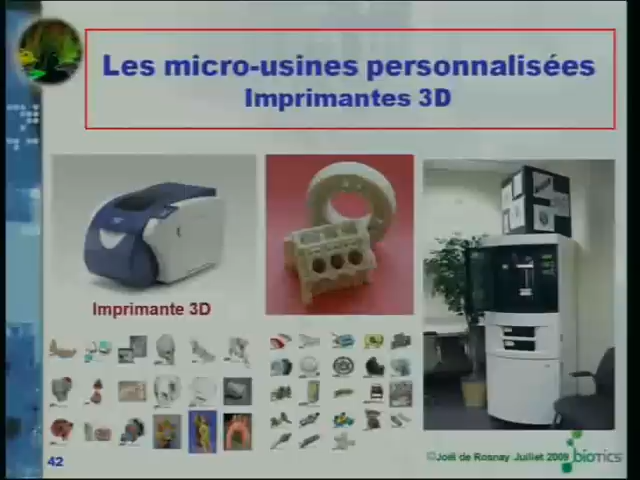 Les micro-usines personnalisées
Imprimantes 3D
Imprimante 3D
42
©Joël de Rosnay Juillet 2009
biotics